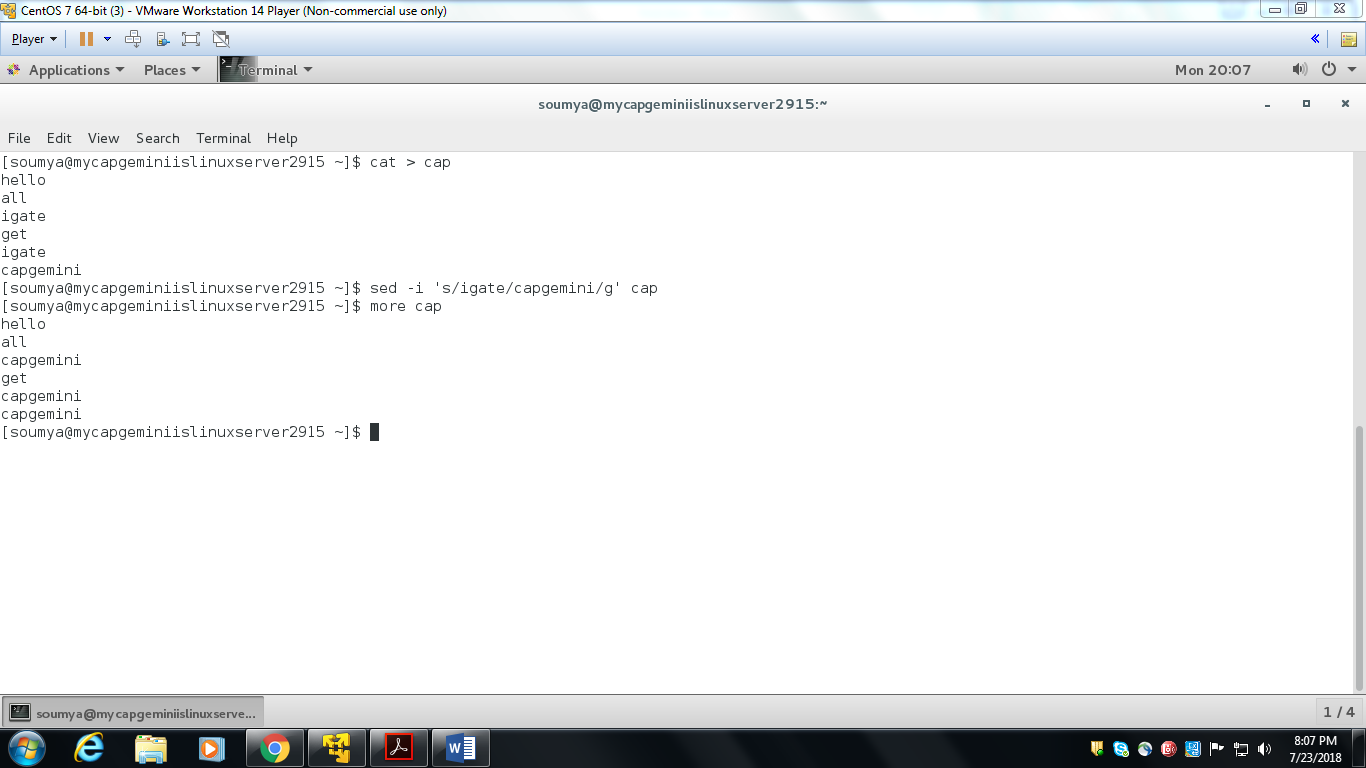 CentOS 7 64-bit (3) - VMware Workstation 14 Player (Non-commercial use only)
Player
Applications Places Terminal Mon 20:07
soumya@mycapgeminiislinuxserver2915:~
File Edit View Search Terminal Help
[soumya@mycapgeminiislinuxserver2915 ~]$ cat > cap
hello
all
igate
get
igate
capgemini
[soumya@mycapgeminiislinuxserver2915 ~]$ sed -i 's/igate/capgemini/g' cap
[soumya@mycapgeminiislinuxserver2915 ~]$ more cap
hello
all
capgemini
get
capgemini
capgemini
[soumya@mycapgeminiislinuxserver2915 ~]$
soumya@mycapgeminiislinuxserve... 1 / 4
8:07 PM
7/23/2018